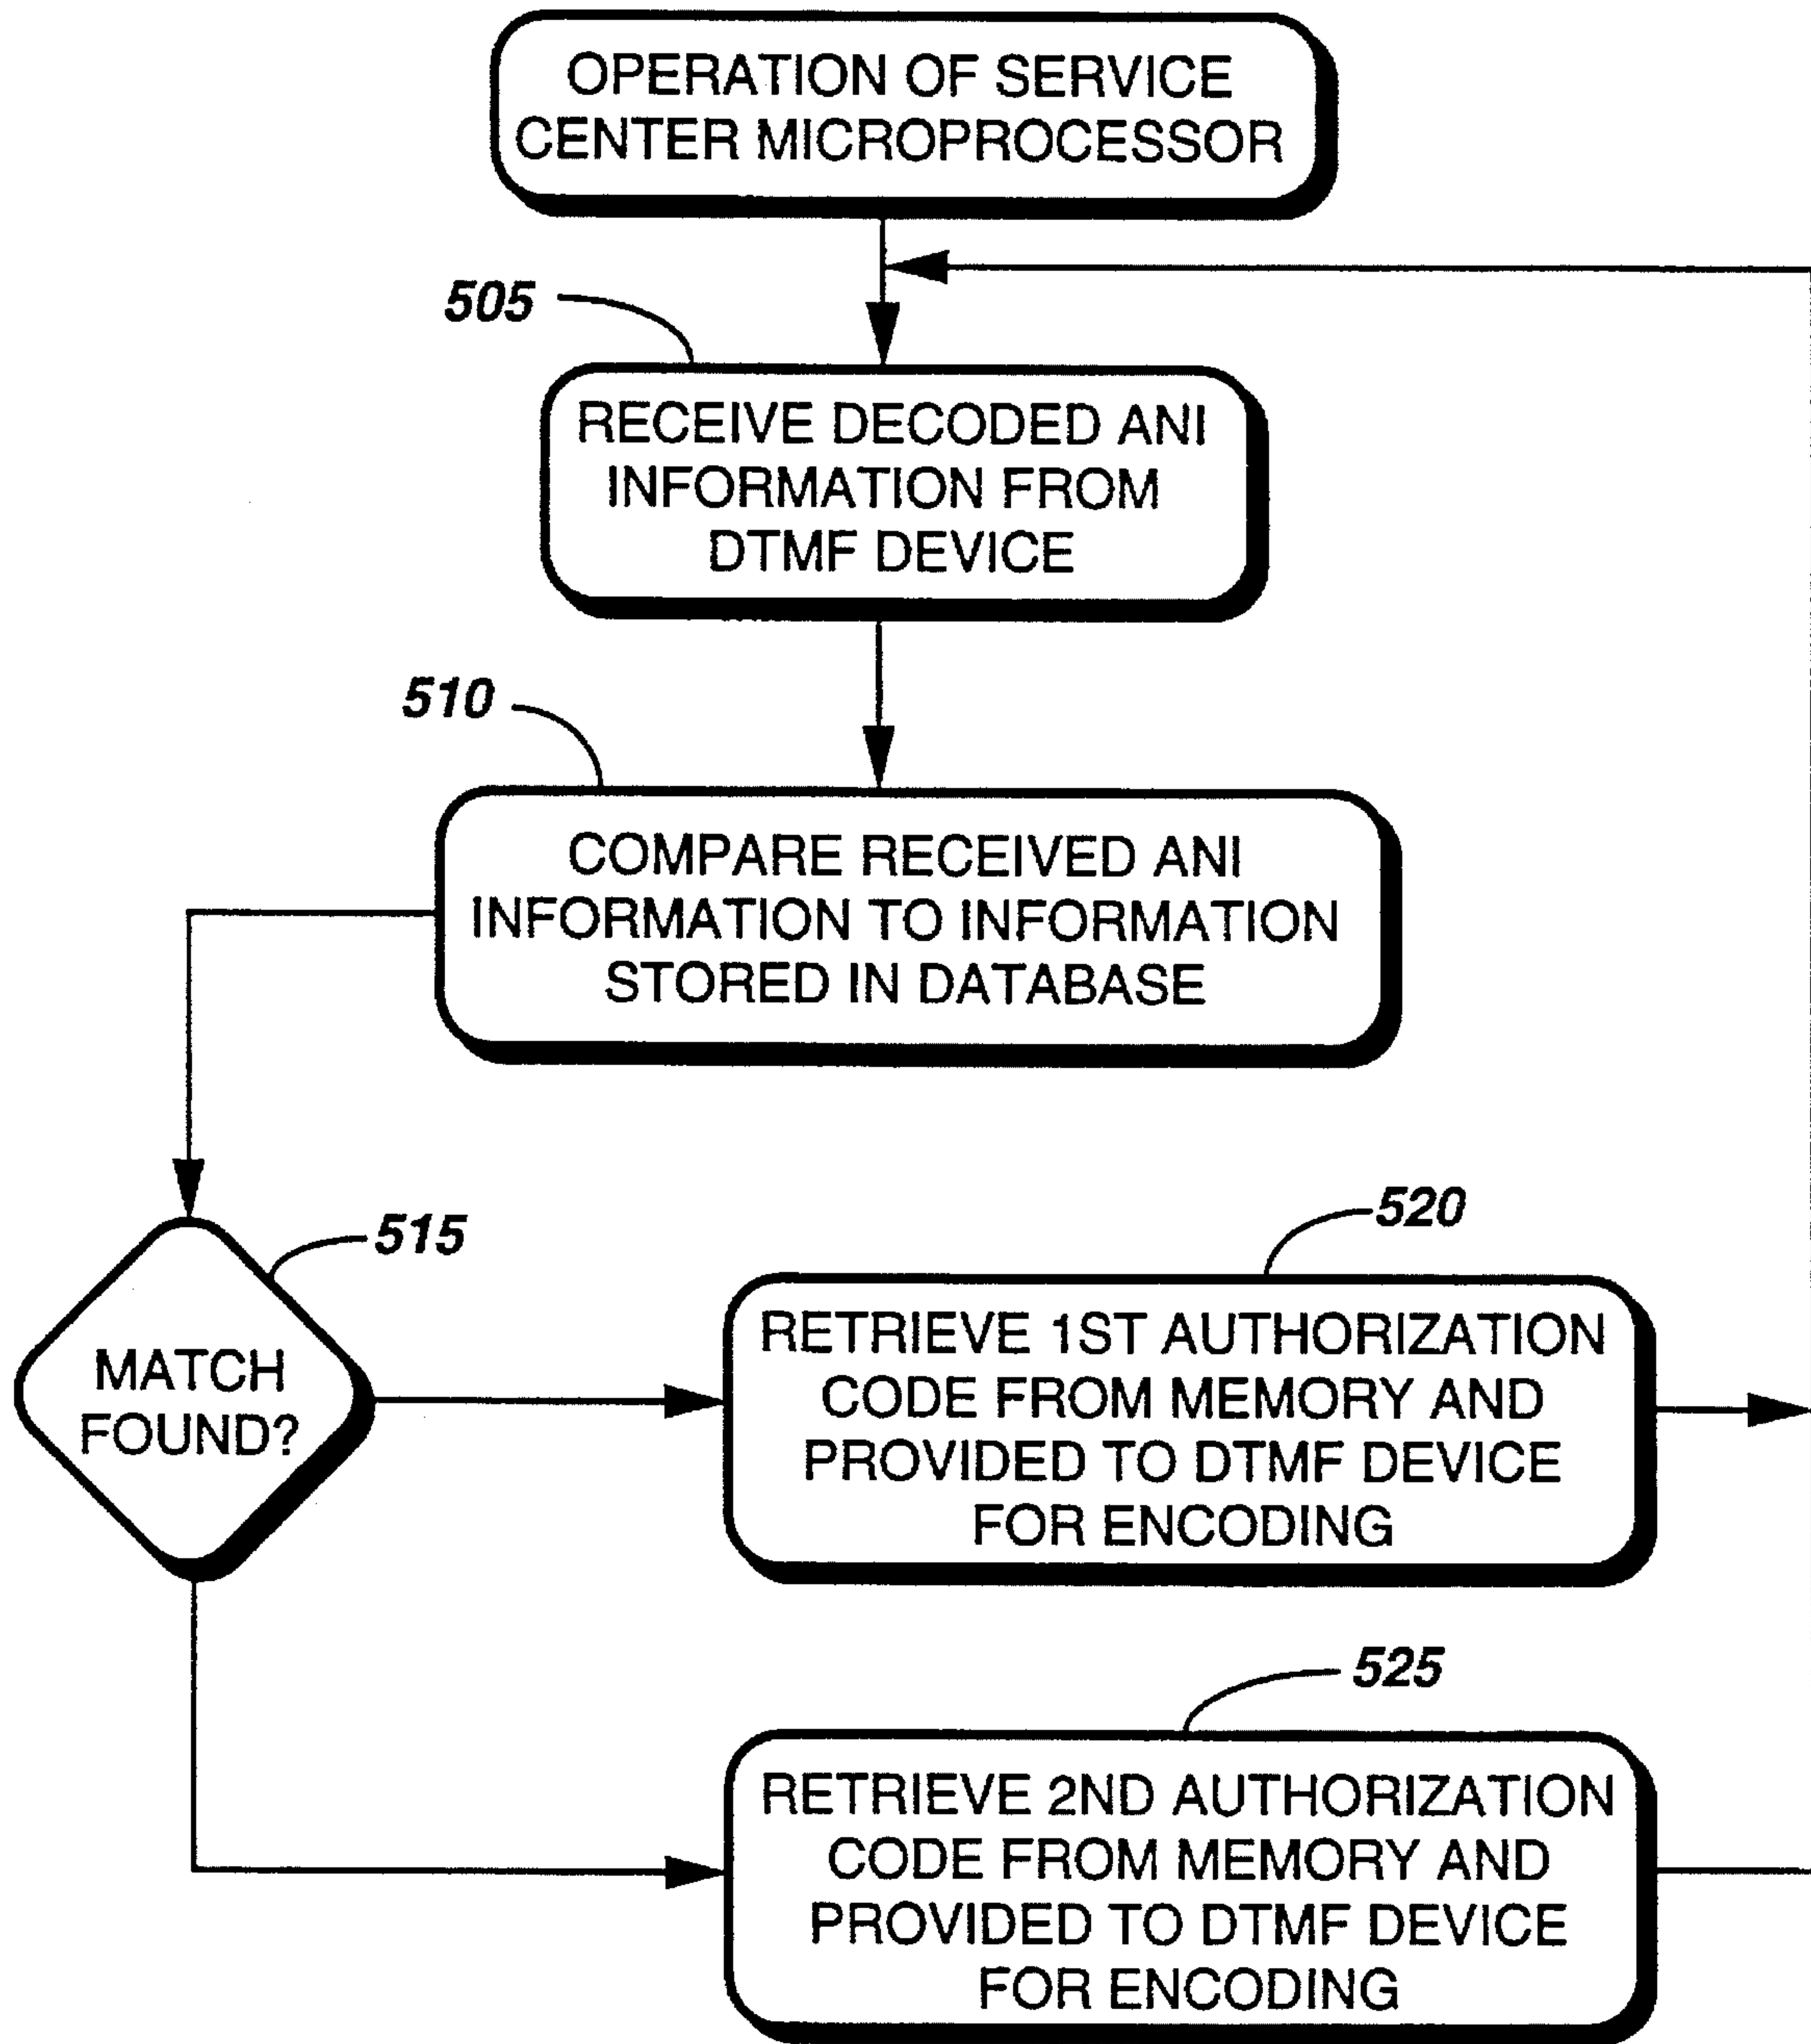 OPERATION OF SERVICE
CENTER MICROPROCESSOR
505
RECEIVE DECODED ANI
INFORMATION FROM
DTMF DEVICE
510
COMPARE RECEIVED ANI
INFORMATION TO INFORMATION
STORED IN DATABASE
515
MATCH
FOUND?
520
RETRIEVE 1ST AUTHORIZATION
CODE FROM MEMORY AND
PROVIDED TO DTMF DEVICE
FOR ENCODING
525
RETRIEVE 2ND AUTHORIZATION
CODE FROM MEMORY AND
PROVIDED TO DTMF DEVICE
FOR ENCODING